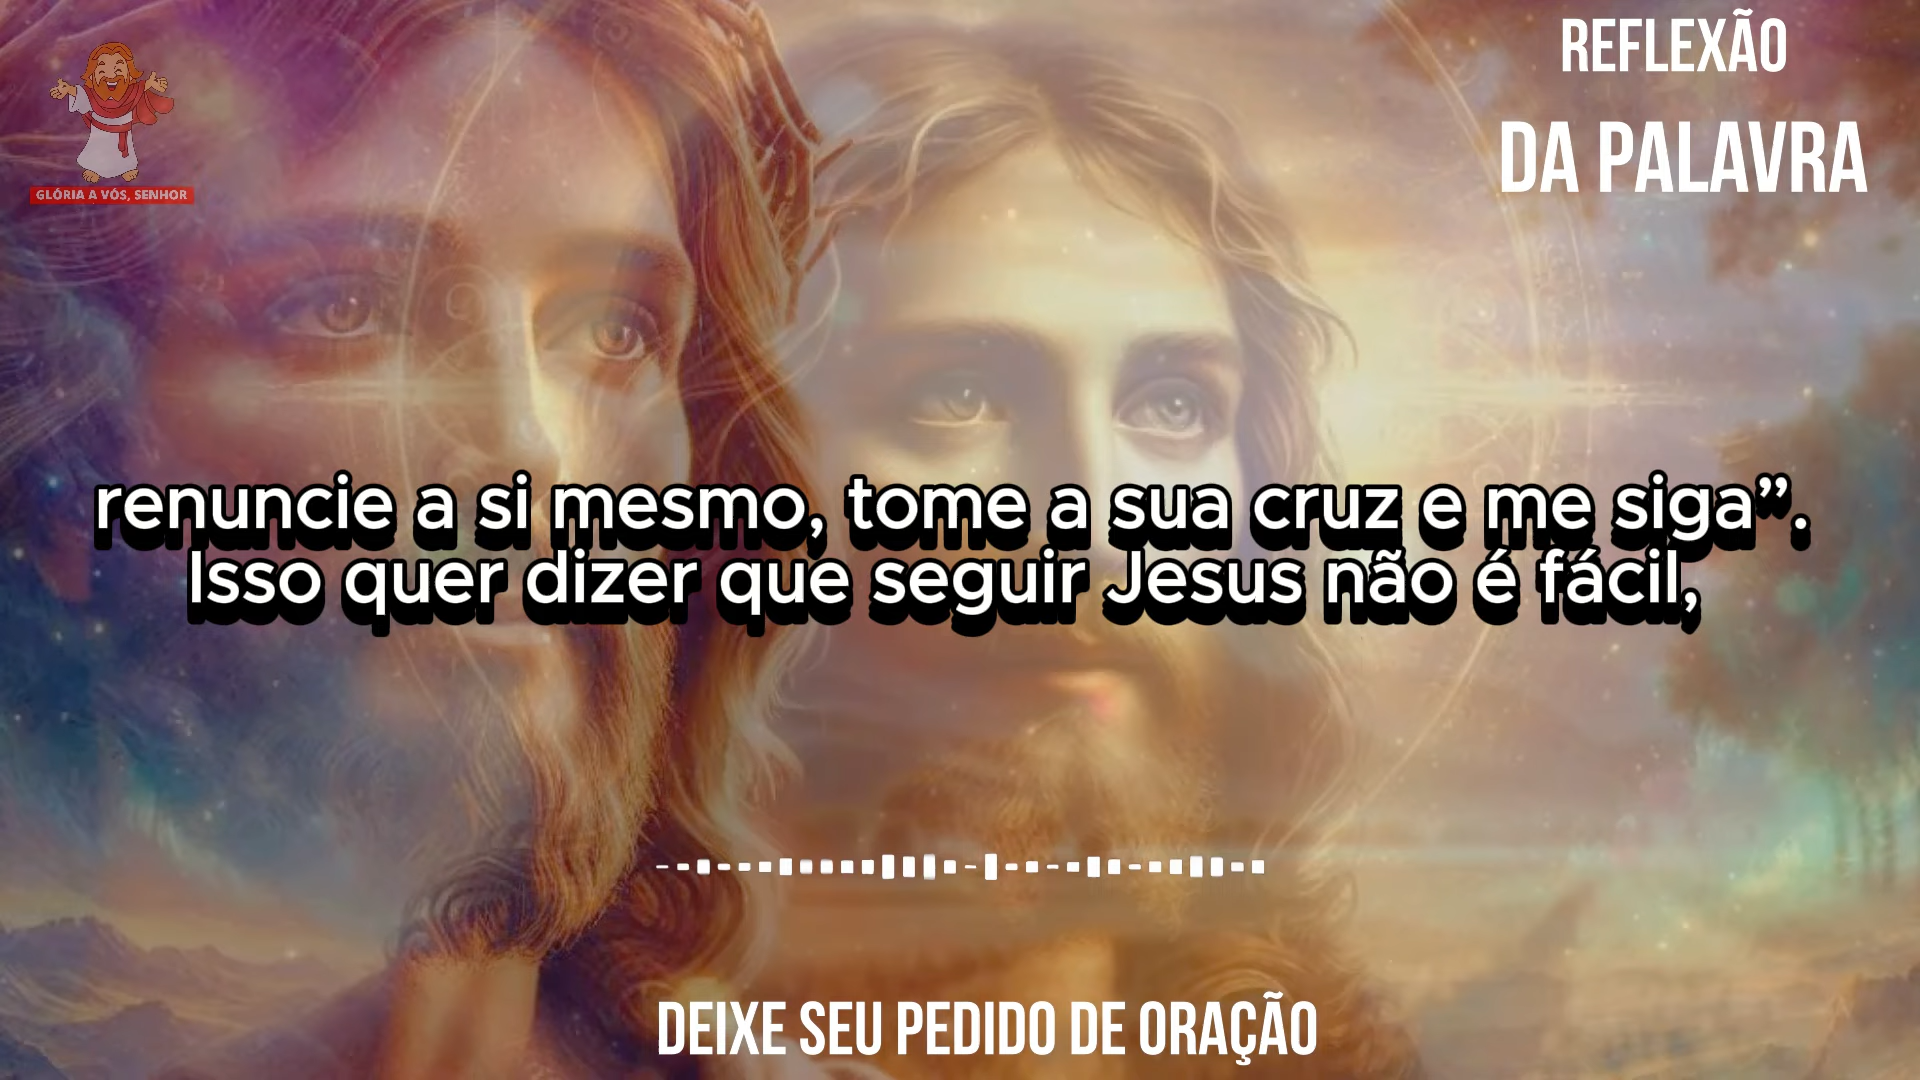 GLÓRIA A VÓS, SENHOR
REFLEXÃO
DA PALAVRA
renuncie a si mesmo, tome a sua cruz e me siga”.
Isso quer dizer que seguir Jesus não é fácil,
DEIXE SEU PEDIDO DE ORAÇÃO